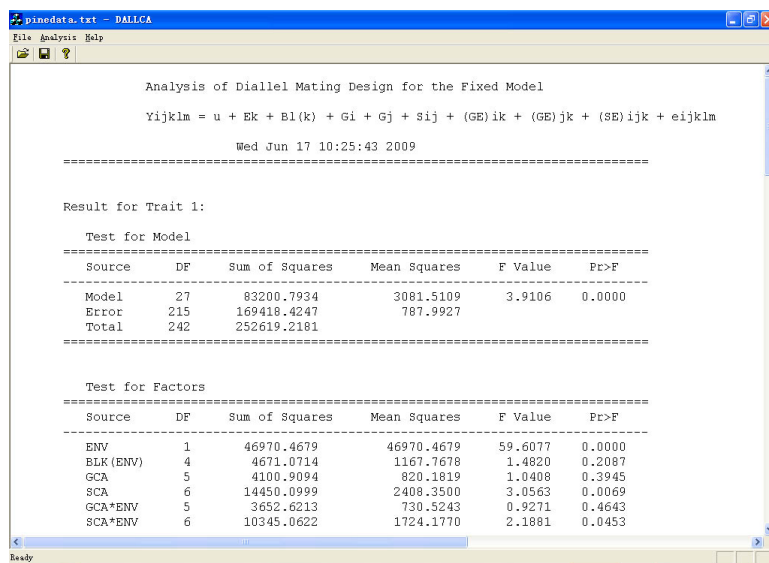 pinedata.txt - DALLCA
File Analysis Help
Analysis of Diallel Mating Design for the Fixed Model
Yijklm = u + Ek + Bl(k) + Gi + Gj + Sij + (GE)ik + (GE)jk + (SE)ijk + eijklm
Wed Jun 17 10:25:43 2009
Result for Trait 1:
Test for Model
Source DF Sum of Squares Mean Squares F Value Pr>F
Model 27 83200.7934 3081.5109 3.9106 0.0000
Error 215 169418.4247 787.9927
Total 242 252619.2181
Test for Factors
Source DF Sum of Squares Mean Squares F Value Pr>F
ENV 1 46970.4679 46970.4679 59.6077 0.0000
BLK(ENV) 4 4671.0714 1167.7678 1.4820 0.2087
GCA 5 4100.9094 820.1819 1.0408 0.3945
SCA 6 14450.0999 2408.3500 3.0563 0.0069
GCA*ENV 5 3652.6213 730.5243 0.9271 0.4643
SCA*ENV 6 10345.0622 1724.1770 2.1881 0.0453
Ready